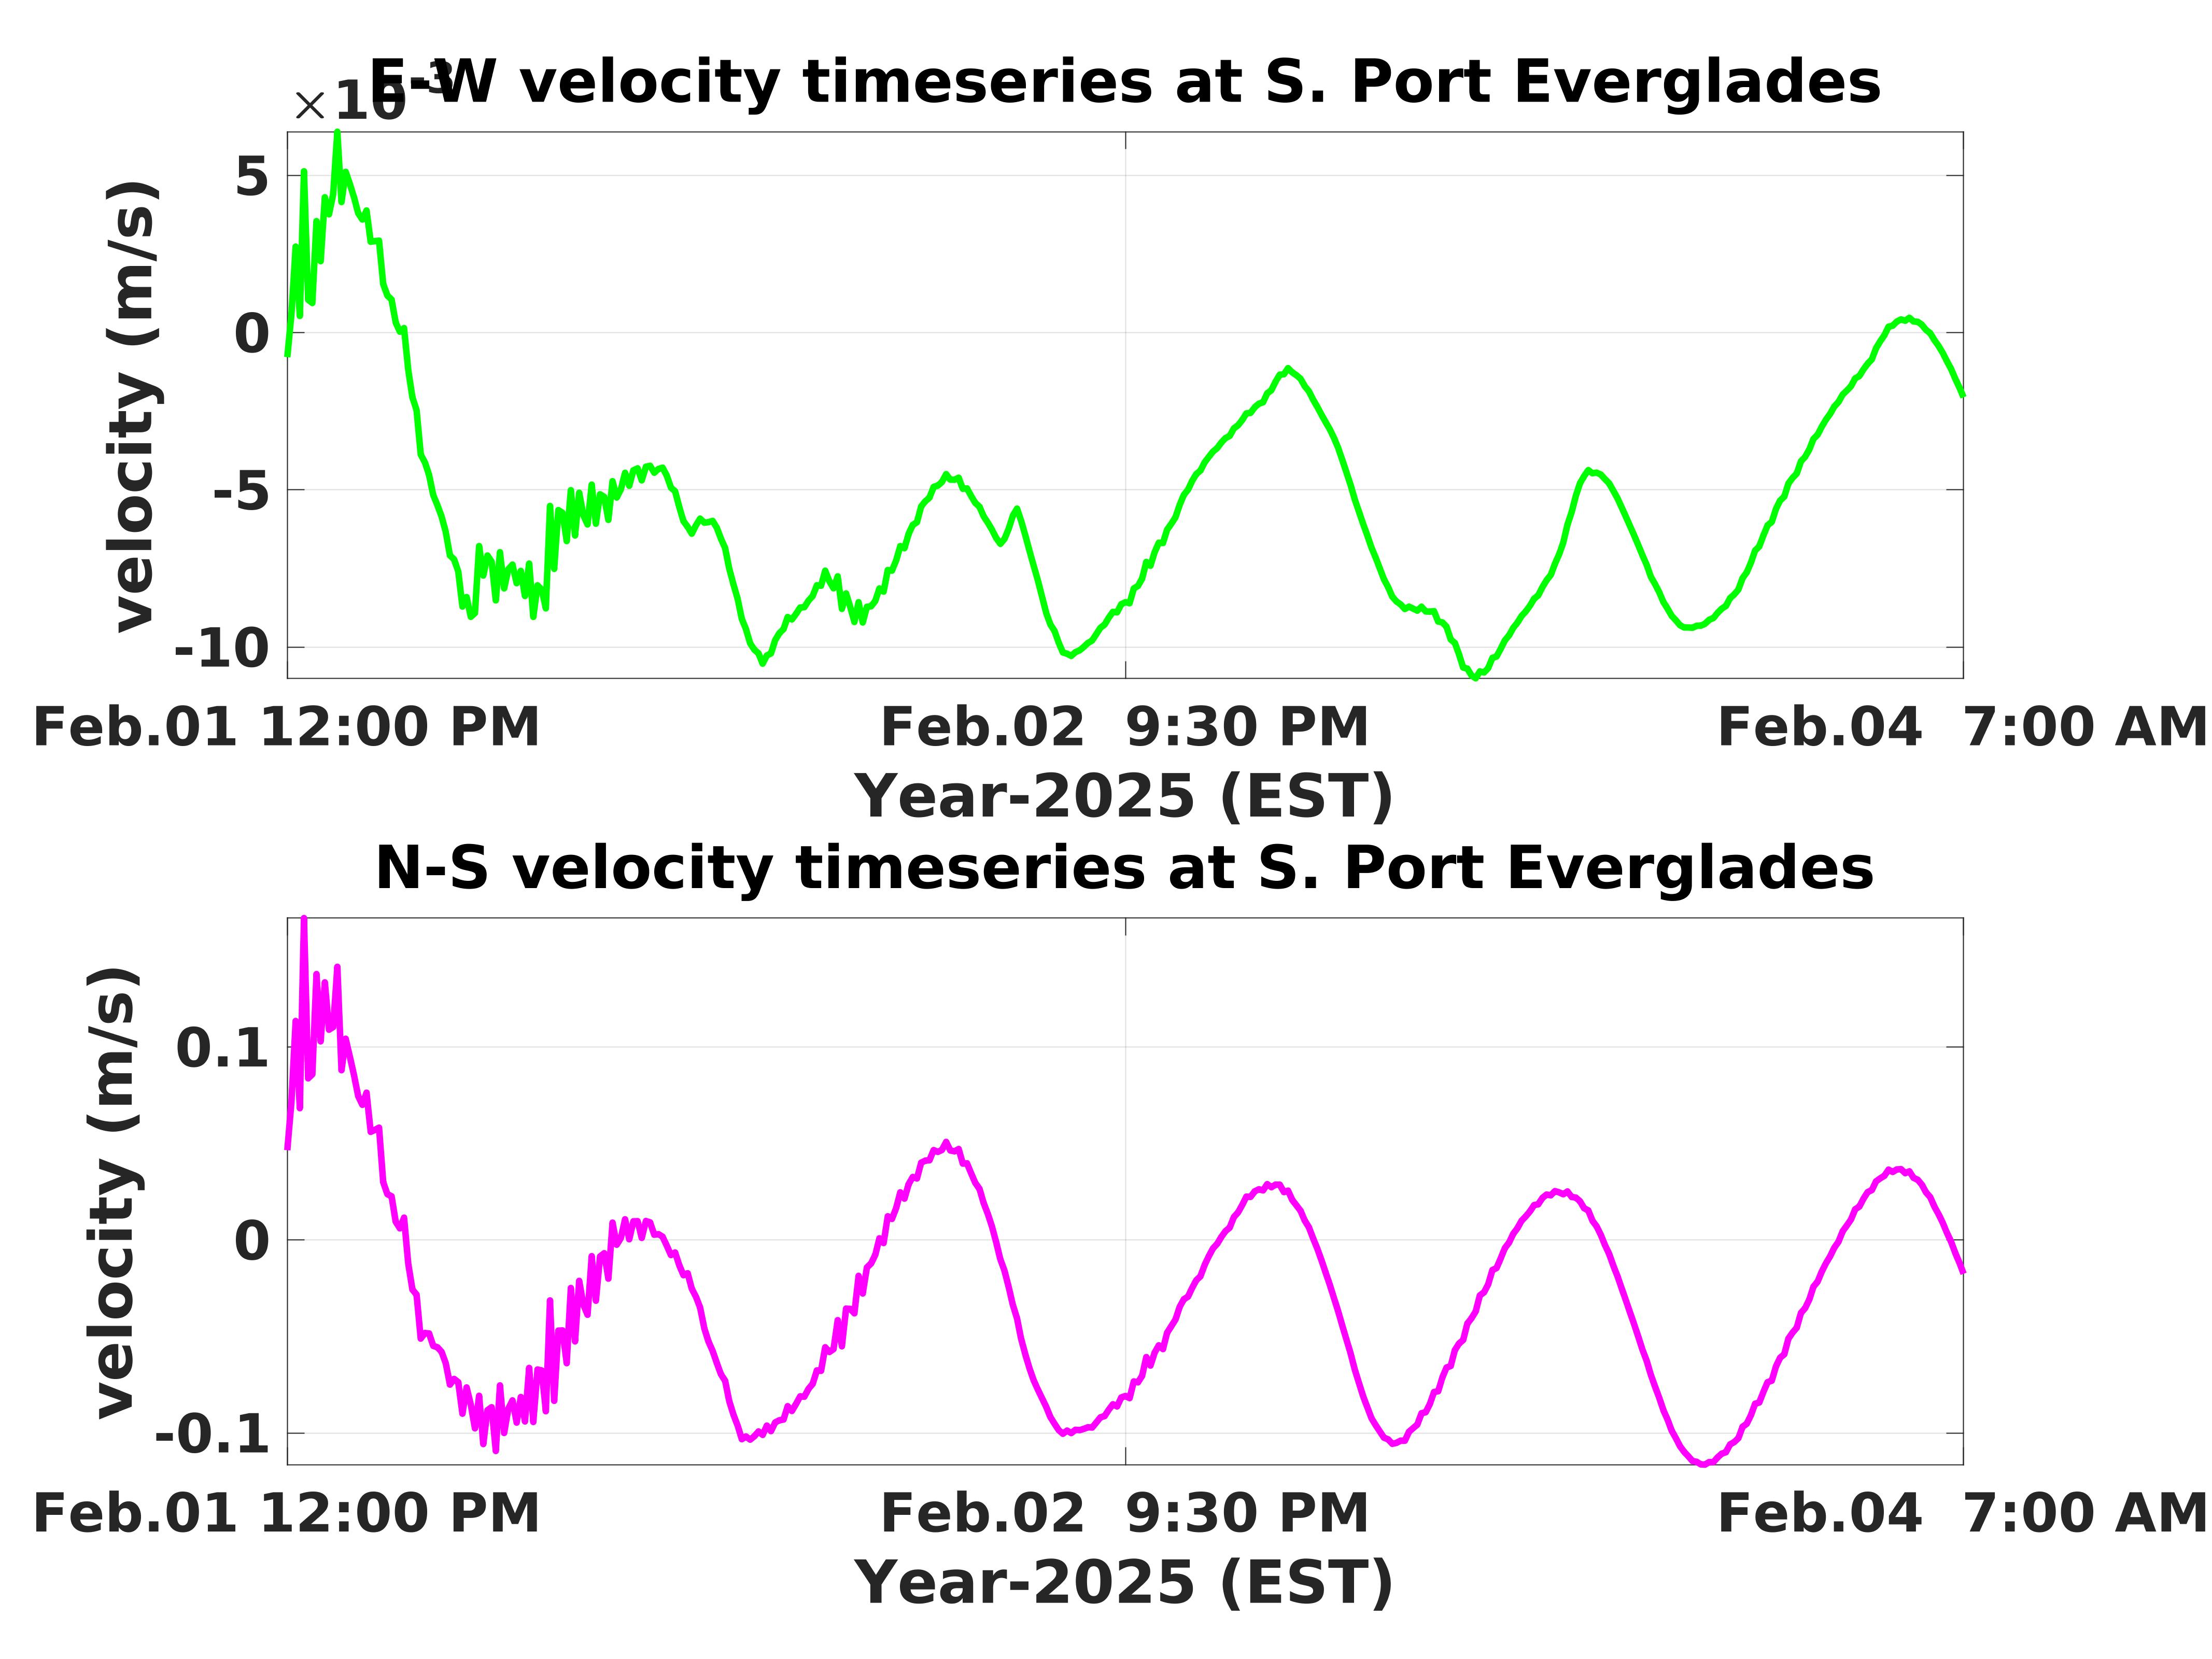 E-W velocity timeseries at S. Port Everglades
×10-3
velocity (m/s)
5
0
-5
-10
Feb.01 12:00 PM
Feb.02 9:30 PM
Feb.04 7:00 AM
Year-2025 (EST)
N-S velocity timeseries at S. Port Everglades
velocity (m/s)
0.1
0
-0.1
Feb.01 12:00 PM
Feb.02 9:30 PM
Feb.04 7:00 AM
Year-2025 (EST)